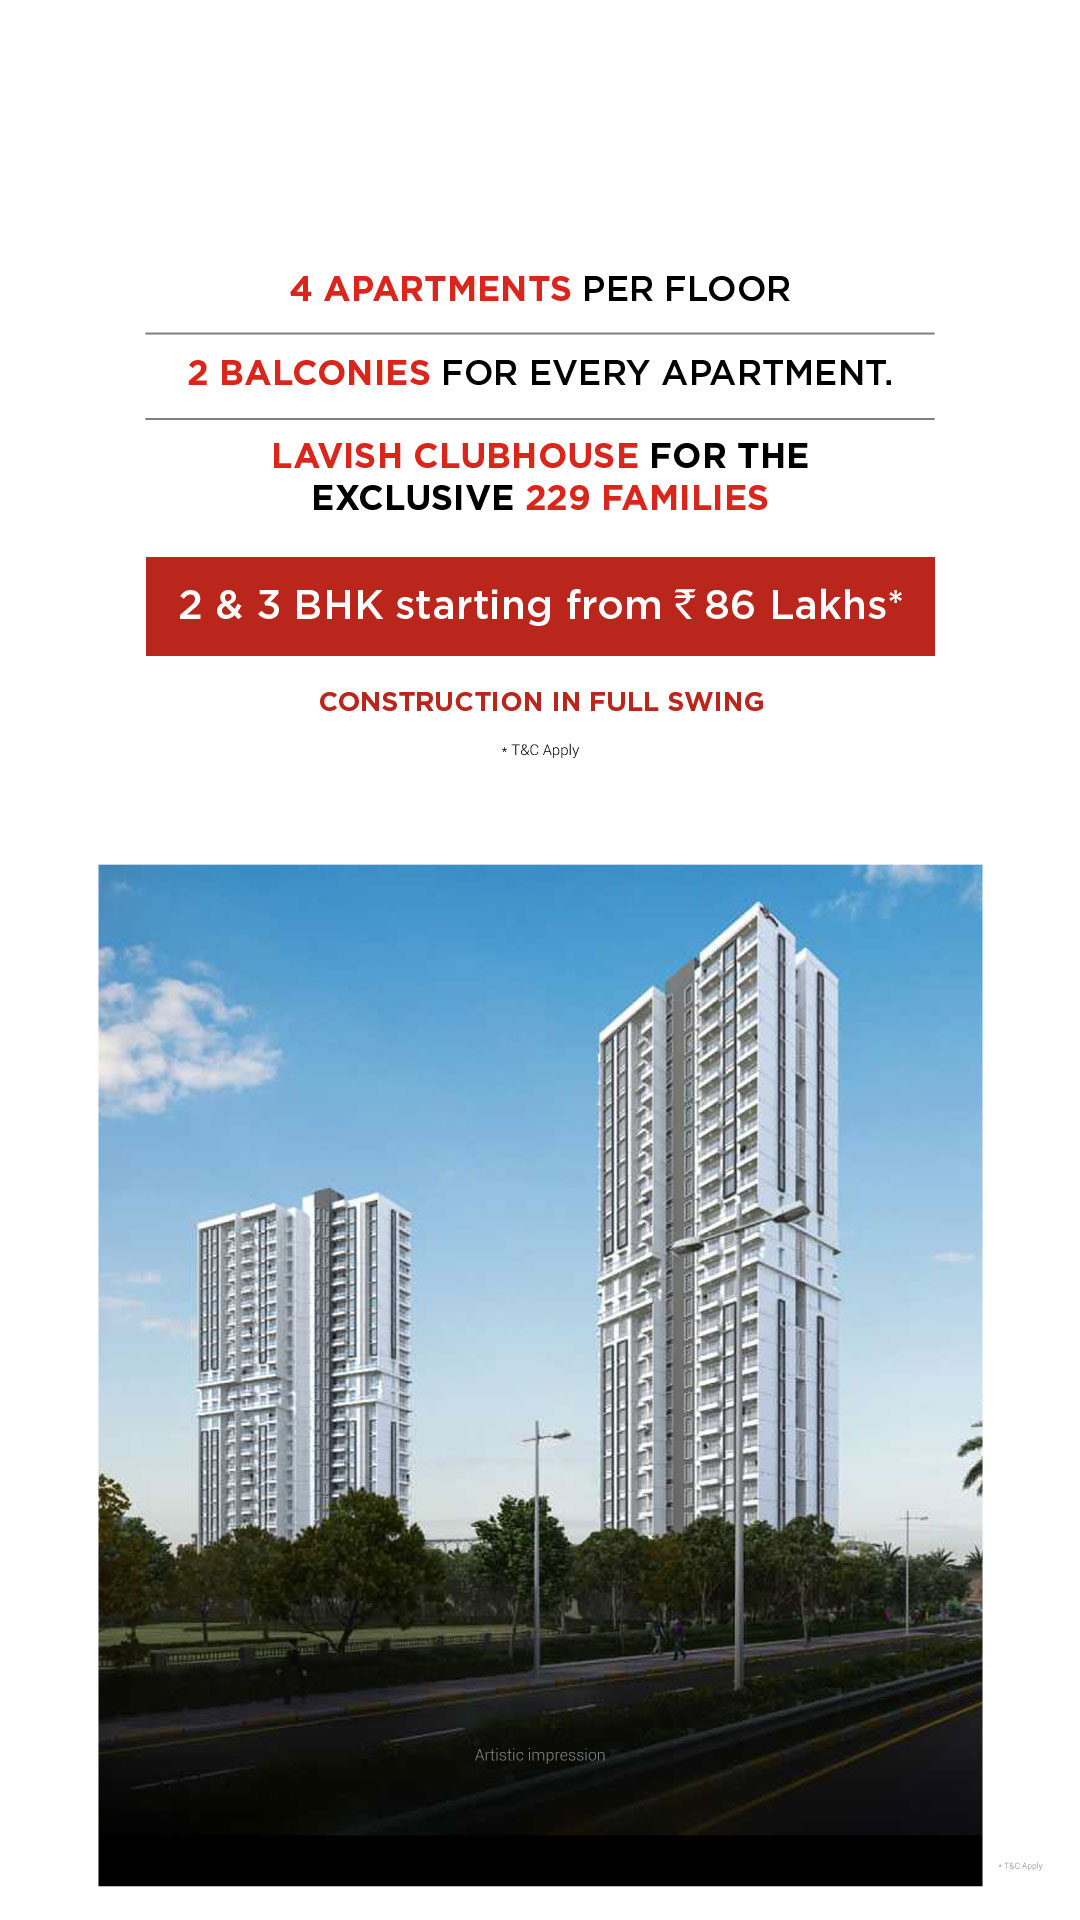 4 APARTMENTS PER FLOOR
2 BALCONIES FOR EVERY APARTMENT.
LAVISH CLUBHOUSE FOR THE
EXCLUSIVE 229 FAMILIES
2 & 3 BHK starting from ₹ 86 Lakhs*
CONSTRUCTION IN FULL SWING
* T&C Apply
Artistic impression
* T&C Apply